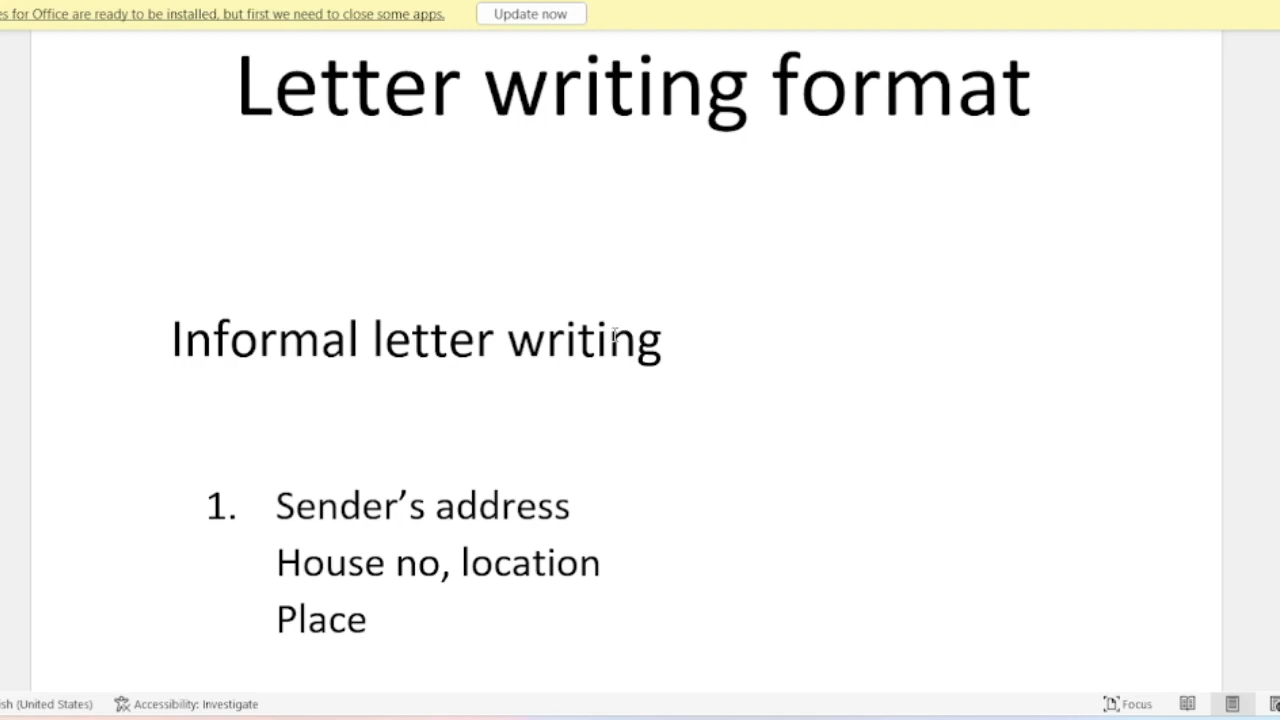 es for Office are ready to be installed, but first we need to close some apps. Update now
Letter writing format
Informal letter writing
1. Sender’s address
House no, location
Place
ish (United States) Accessibility: Investigate Focus